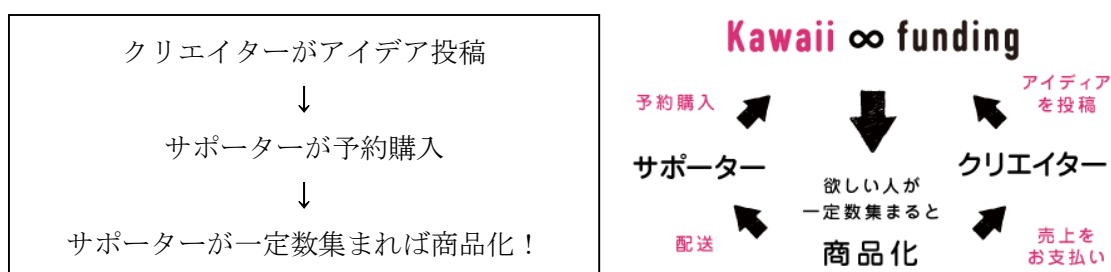 クリエイターがアイデア投稿
↓
サポーターが予約購入
↓
サポーターが一定数集まれば商品化！
Kawaii ∞ funding
予約購入
アイディア
を投稿
サポーター
クリエイター
欲しい人が
一定数集まると
商品化
配送
売上を
お支払い